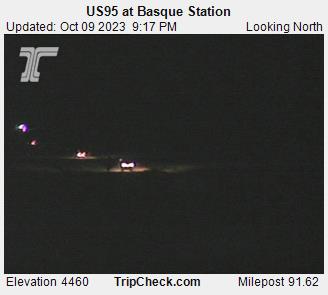 US95 at Basque Station
Updated: Oct 09 2023 9:17 PM Looking North
Elevation 4460 TripCheck.com Milepost 91.62